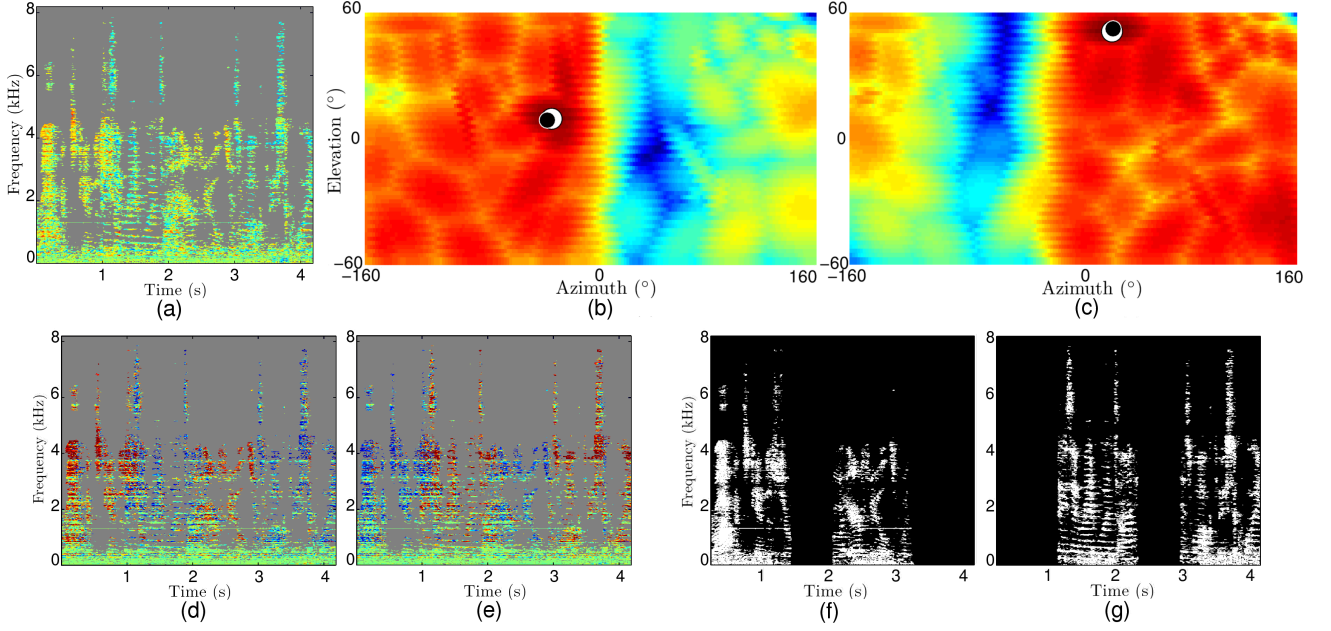 8
6
4
2
0
Frequency (kHz)
1 2 3 4
Time (s)
(a)
60
0
−60
Elevation (°)
−160 0 160
Azimuth (°)
(b)
60
0
−60
−160 0 160
Azimuth (°)
(c)
8
6
4
2
0
Frequency (kHz)
1 2 3 4
Time (s)
(d)
8
6
4
2
0
1 2 3 4
Time (s)
(e)
8
6
4
2
0
Frequency (kHz)
1 2 3 4
Time (s)
(f)
8
6
4
2
0
1 2 3 4
Time (s)
(g)